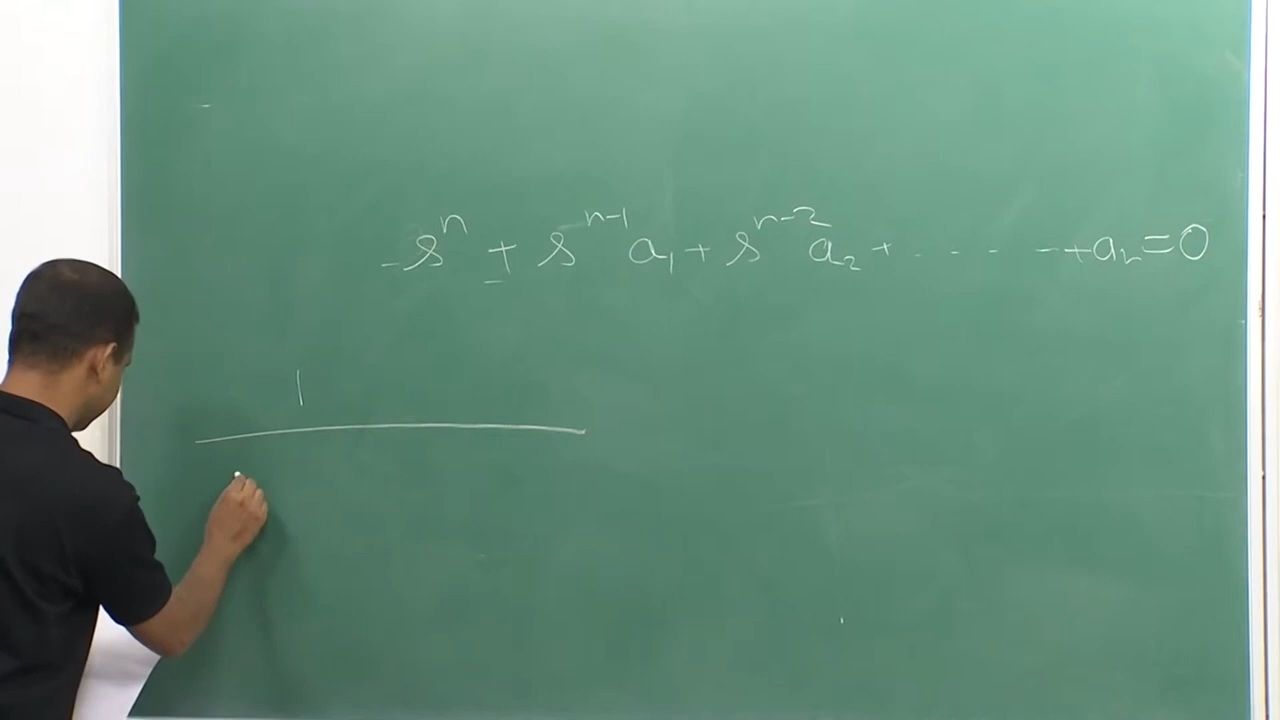 s^n + s^{n-1} a_1 + s^{n-2} a_2 + . - - - - + a_n = 0
1